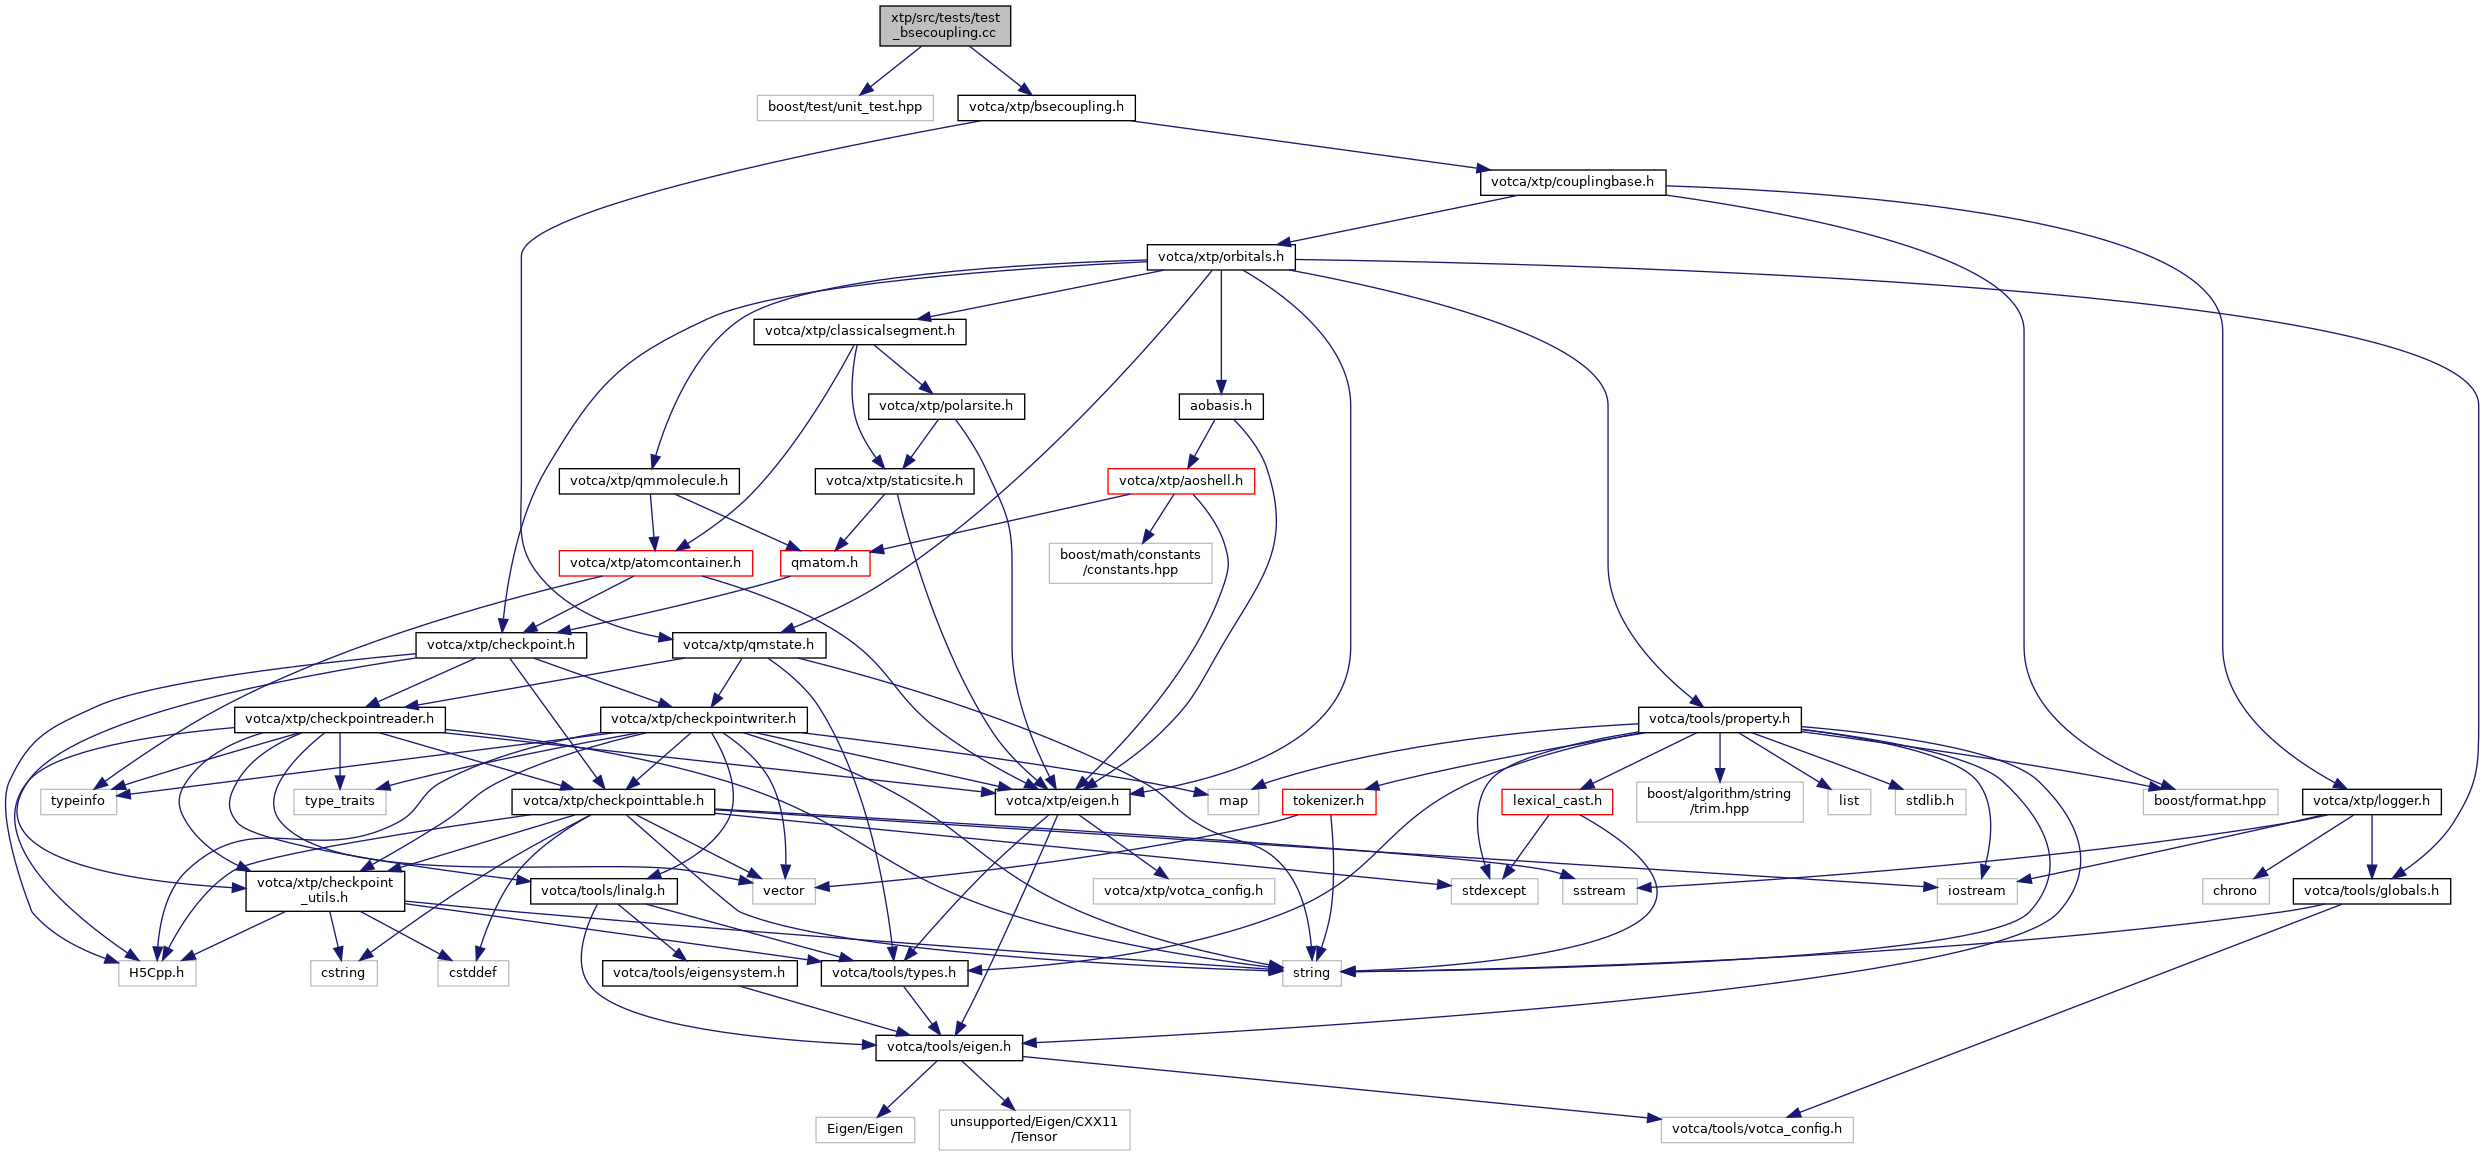 xtp/src/tests/test
_bsecoupling.cc
boost/test/unit_test.hpp
votca/xtp/bsecoupling.h
votca/xtp/couplingbase.h
votca/xtp/orbitals.h
votca/xtp/classicalsegment.h
votca/xtp/polarsite.h
aobasis.h
votca/xtp/qmmolecule.h
votca/xtp/staticsite.h
votca/xtp/aoshell.h
votca/xtp/atomcontainer.h
qmatom.h
boost/math/constants
/constants.hpp
votca/xtp/checkpoint.h
votca/xtp/qmstate.h
votca/xtp/checkpointreader.h
votca/xtp/checkpointwriter.h
votca/tools/property.h
typeinfo
type_traits
votca/xtp/checkpointtable.h
votca/xtp/eigen.h
map
tokenizer.h
lexical_cast.h
boost/algorithm/string
/trim.hpp
list
stdlib.h
boost/format.hpp
votca/xtp/logger.h
votca/xtp/checkpoint
_utils.h
votca/tools/linalg.h
vector
votca/xtp/votca_config.h
stdexcept
sstream
iostream
chrono
votca/tools/globals.h
H5Cpp.h
cstring
cstddef
votca/tools/eigensystem.h
votca/tools/types.h
string
votca/tools/eigen.h
Eigen/Eigen
unsupported/Eigen/CXX11
/Tensor
votca/tools/votca_config.h